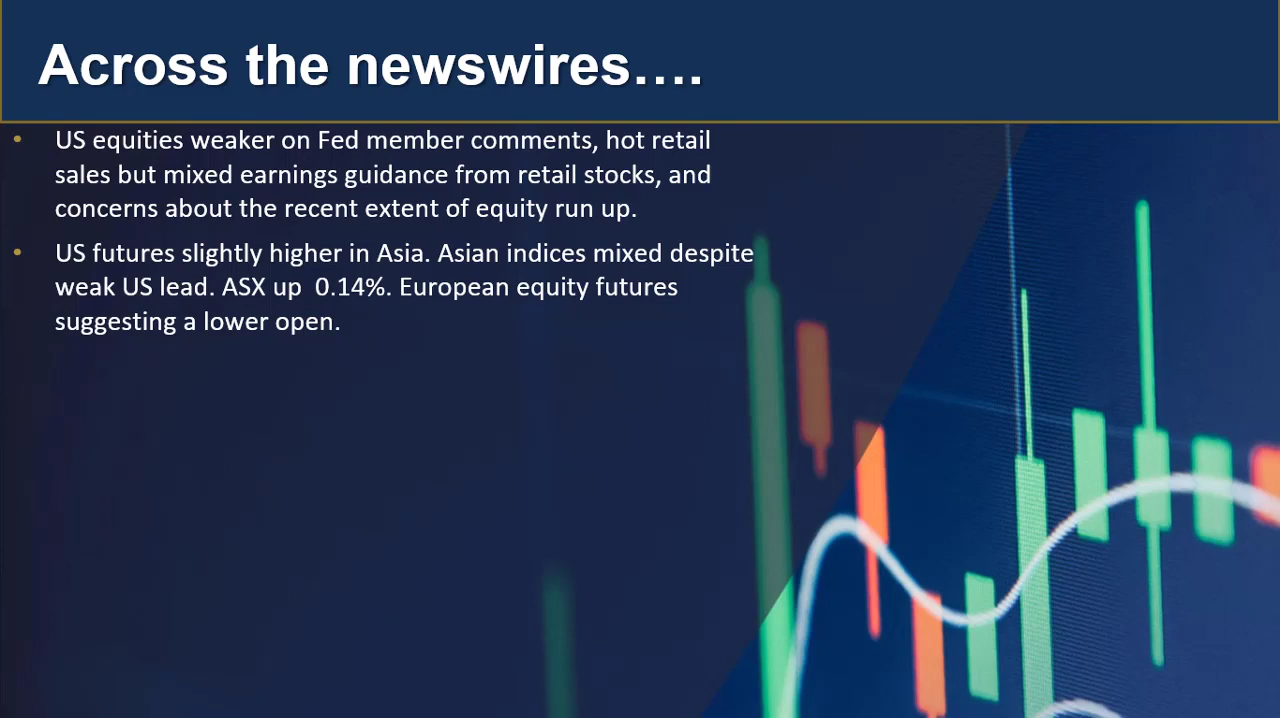 Across the newswires….
• US equities weaker on Fed member comments, hot retail
sales but mixed earnings guidance from retail stocks, and
concerns about the recent extent of equity run up.
• US futures slightly higher in Asia. Asian indices mixed despite
weak US lead. ASX up  0.14%. European equity futures
suggesting a lower open.